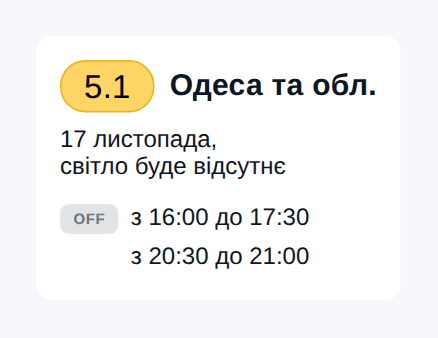 5.1 Одеса та обл.
17 листопада,
світло буде відсутнє
OFF з 16:00 до 17:30
з 20:30 до 21:00